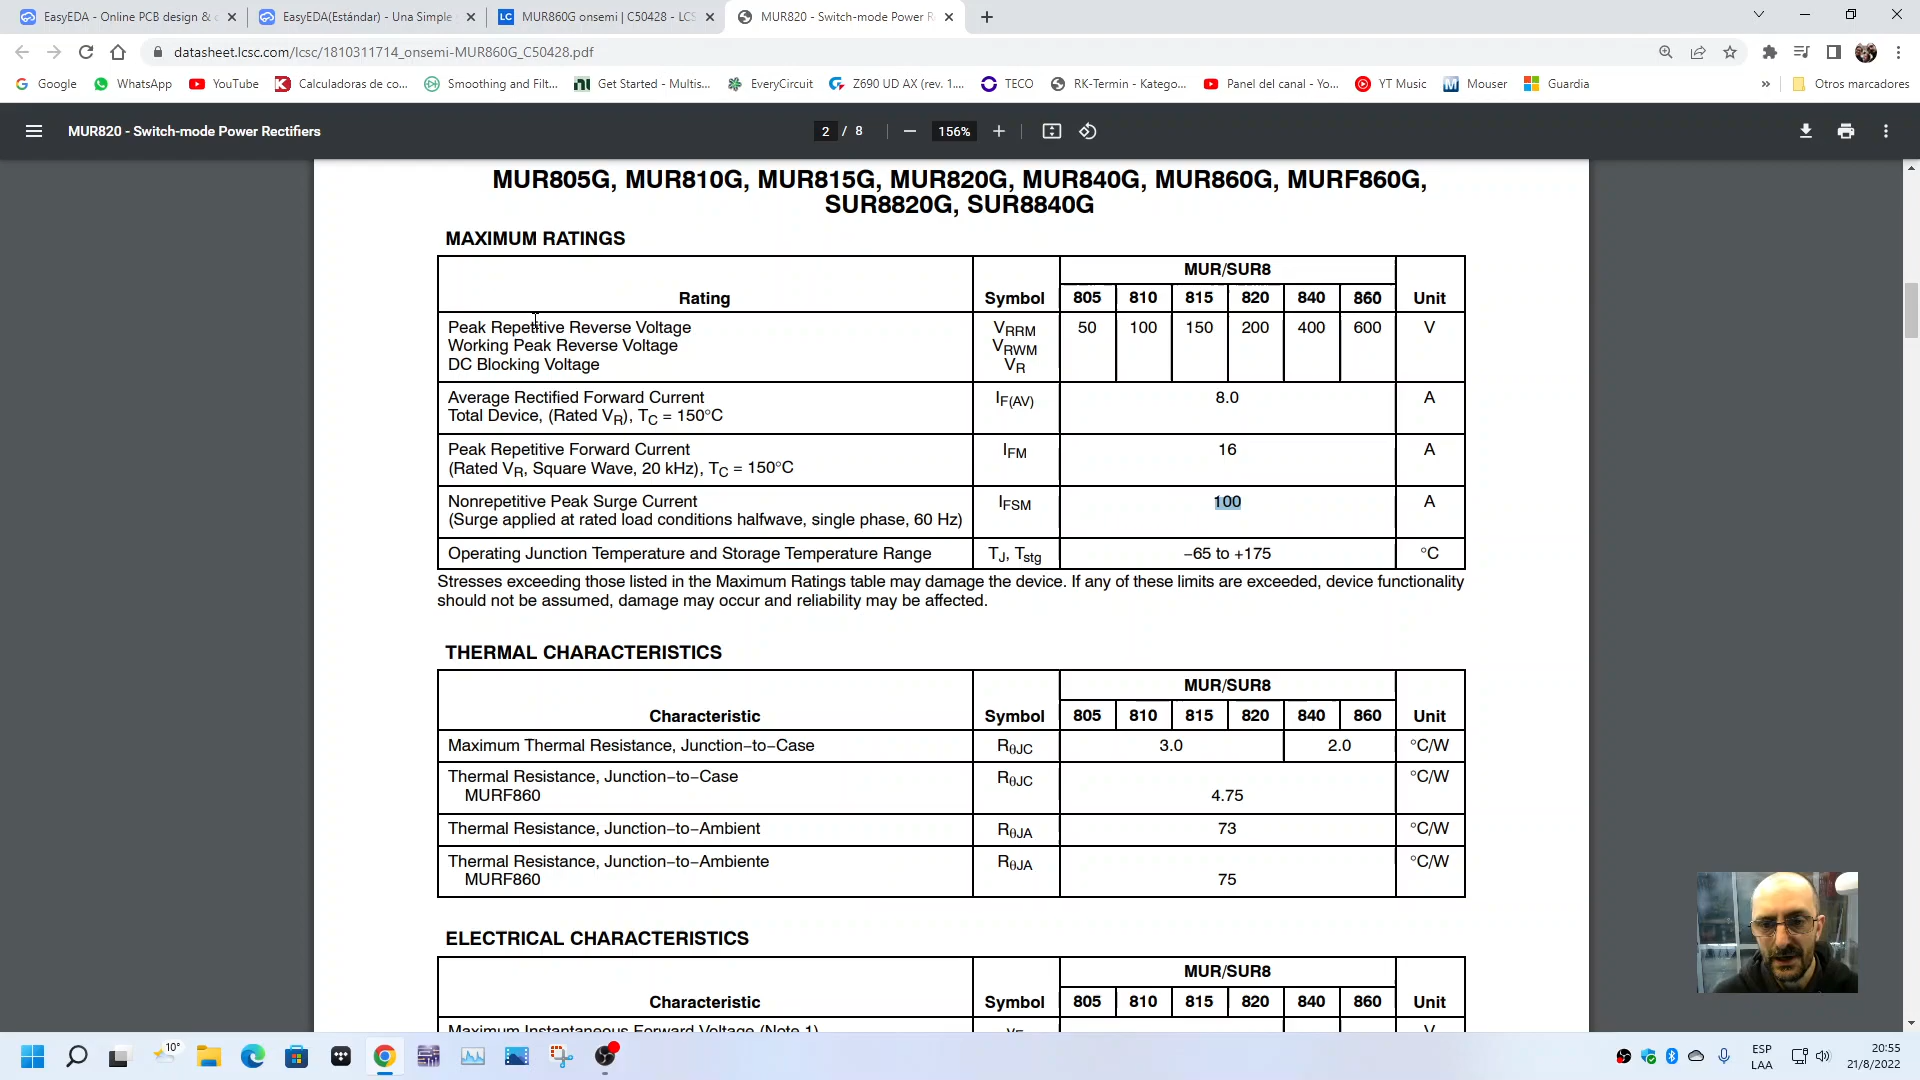 EasyEDA - Online PCB design &
EasyEDA(Estándar) - Una Simple
LC MUR860G onsemi | C50428 - LCS
MUR820 - Switch-mode Power R
datasheet.lcsc.com/lcsc/1810311714_onsemi-MUR860G_C50428.pdf
Google WhatsApp YouTube Calculadoras de co... Smoothing and Filt... Get Started - Multis... EveryCircuit Z690 UD AX (rev. 1.... TECO RK-Termin - Katego... Panel del canal - Yo... YT Music Mouser Guardia » Otros marcadores
MUR820 - Switch-mode Power Rectifiers 2 / 8 156%
MUR805G, MUR810G, MUR815G, MUR820G, MUR840G, MUR860G, MURF860G,
SUR8820G, SUR8840G
MAXIMUM RATINGS
MUR/SUR8
Rating Symbol 805 810 815 820 840 860 Unit
Peak Repetitive Reverse Voltage VRRM 50 100 150 200 400 600 V
Working Peak Reverse Voltage VRWM
DC Blocking Voltage VR
Average Rectified Forward Current IF(AV) 8.0 A
Total Device, (Rated VR), TC = 150°C
Peak Repetitive Forward Current IFM 16 A
(Rated VR, Square Wave, 20 kHz), TC = 150°C
Nonrepetitive Peak Surge Current IFSM 100 A
(Surge applied at rated load conditions halfwave, single phase, 60 Hz)
Operating Junction Temperature and Storage Temperature Range TJ, Tstg −65 to +175 °C
Stresses exceeding those listed in the Maximum Ratings table may damage the device. If any of these limits are exceeded, device functionality
should not be assumed, damage may occur and reliability may be affected.
THERMAL CHARACTERISTICS
MUR/SUR8
Characteristic Symbol 805 810 815 820 840 860 Unit
Maximum Thermal Resistance, Junction−to−Case RθJC 3.0 2.0 °C/W
Thermal Resistance, Junction−to−Case RθJC °C/W
MURF860 4.75
Thermal Resistance, Junction−to−Ambient RθJA 73 °C/W
Thermal Resistance, Junction−to−Ambiente RθJA °C/W
MURF860 75
ELECTRICAL CHARACTERISTICS
MUR/SUR8
Characteristic Symbol 805 810 815 820 840 860 Unit
Maximum Instantaneous Forward Voltage (Note 1) vF V
10°
ESP
LAA
20:55
21/8/2022